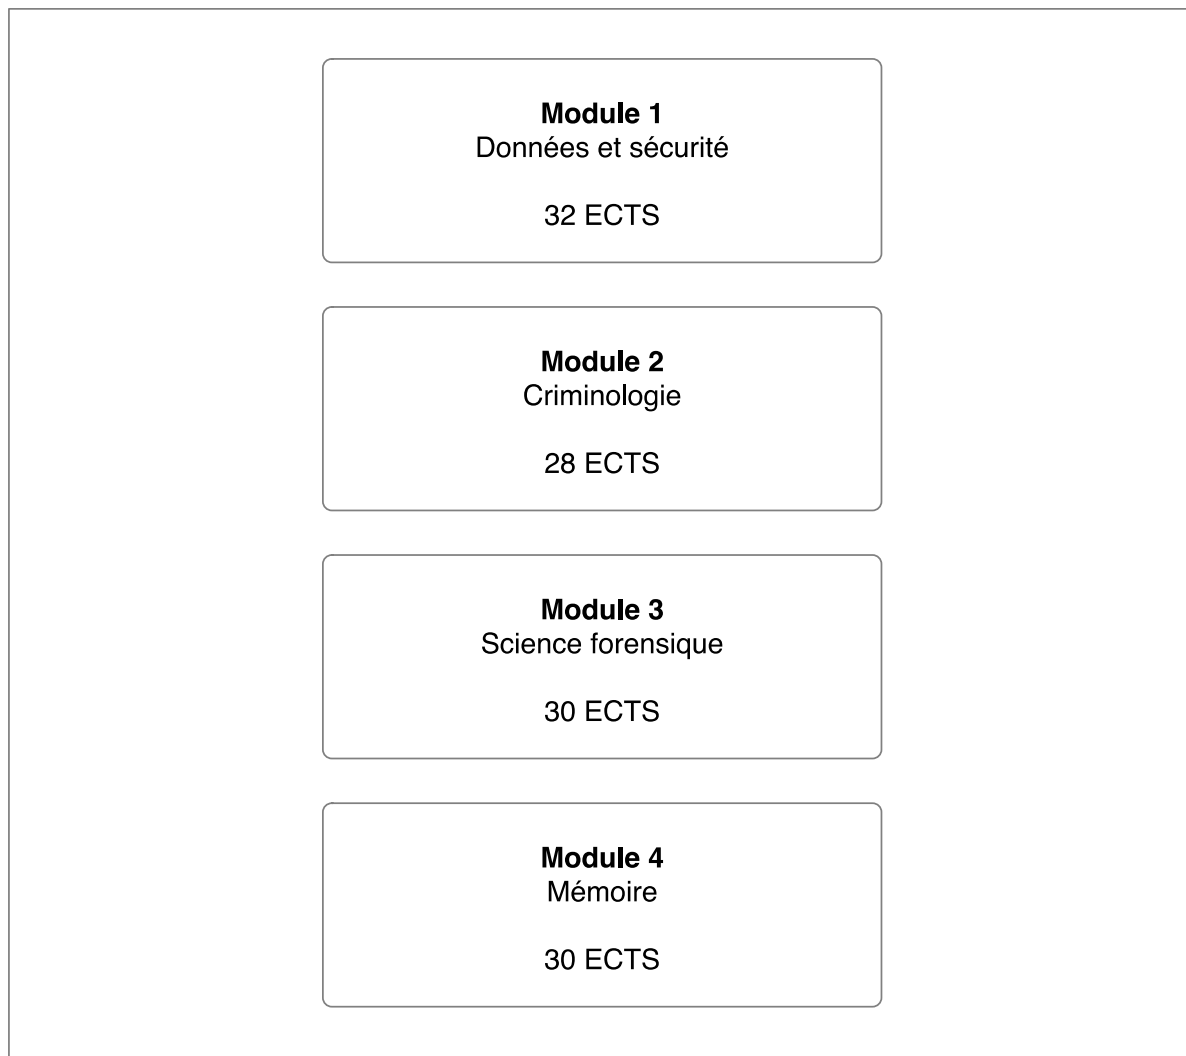 Module 1
Données et sécurité
32 ECTS
Module 2
Criminologie
28 ECTS
Module 3
Science forensique
30 ECTS
Module 4
Mémoire
30 ECTS